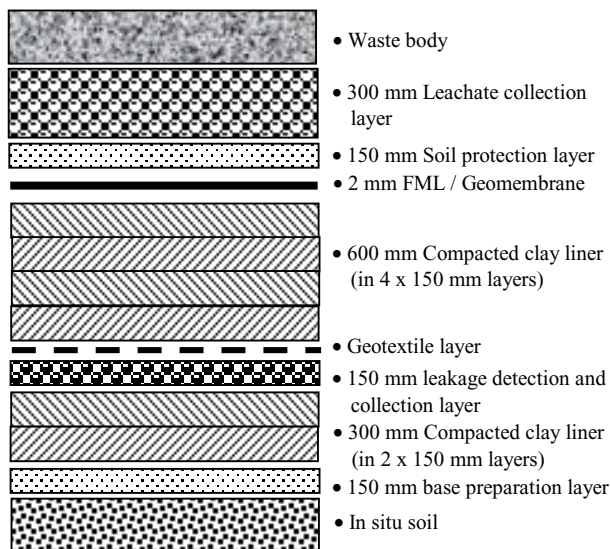 • Waste body
• 300 mm Leachate collection
layer
• 150 mm Soil protection layer
• 2 mm FML / Geomembrane
• 600 mm Compacted clay liner
(in 4 x 150 mm layers)
• Geotextile layer
• 150 mm leakage detection and
collection layer
• 300 mm Compacted clay liner
(in 2 x 150 mm layers)
• 150 mm base preparation layer
• In situ soil